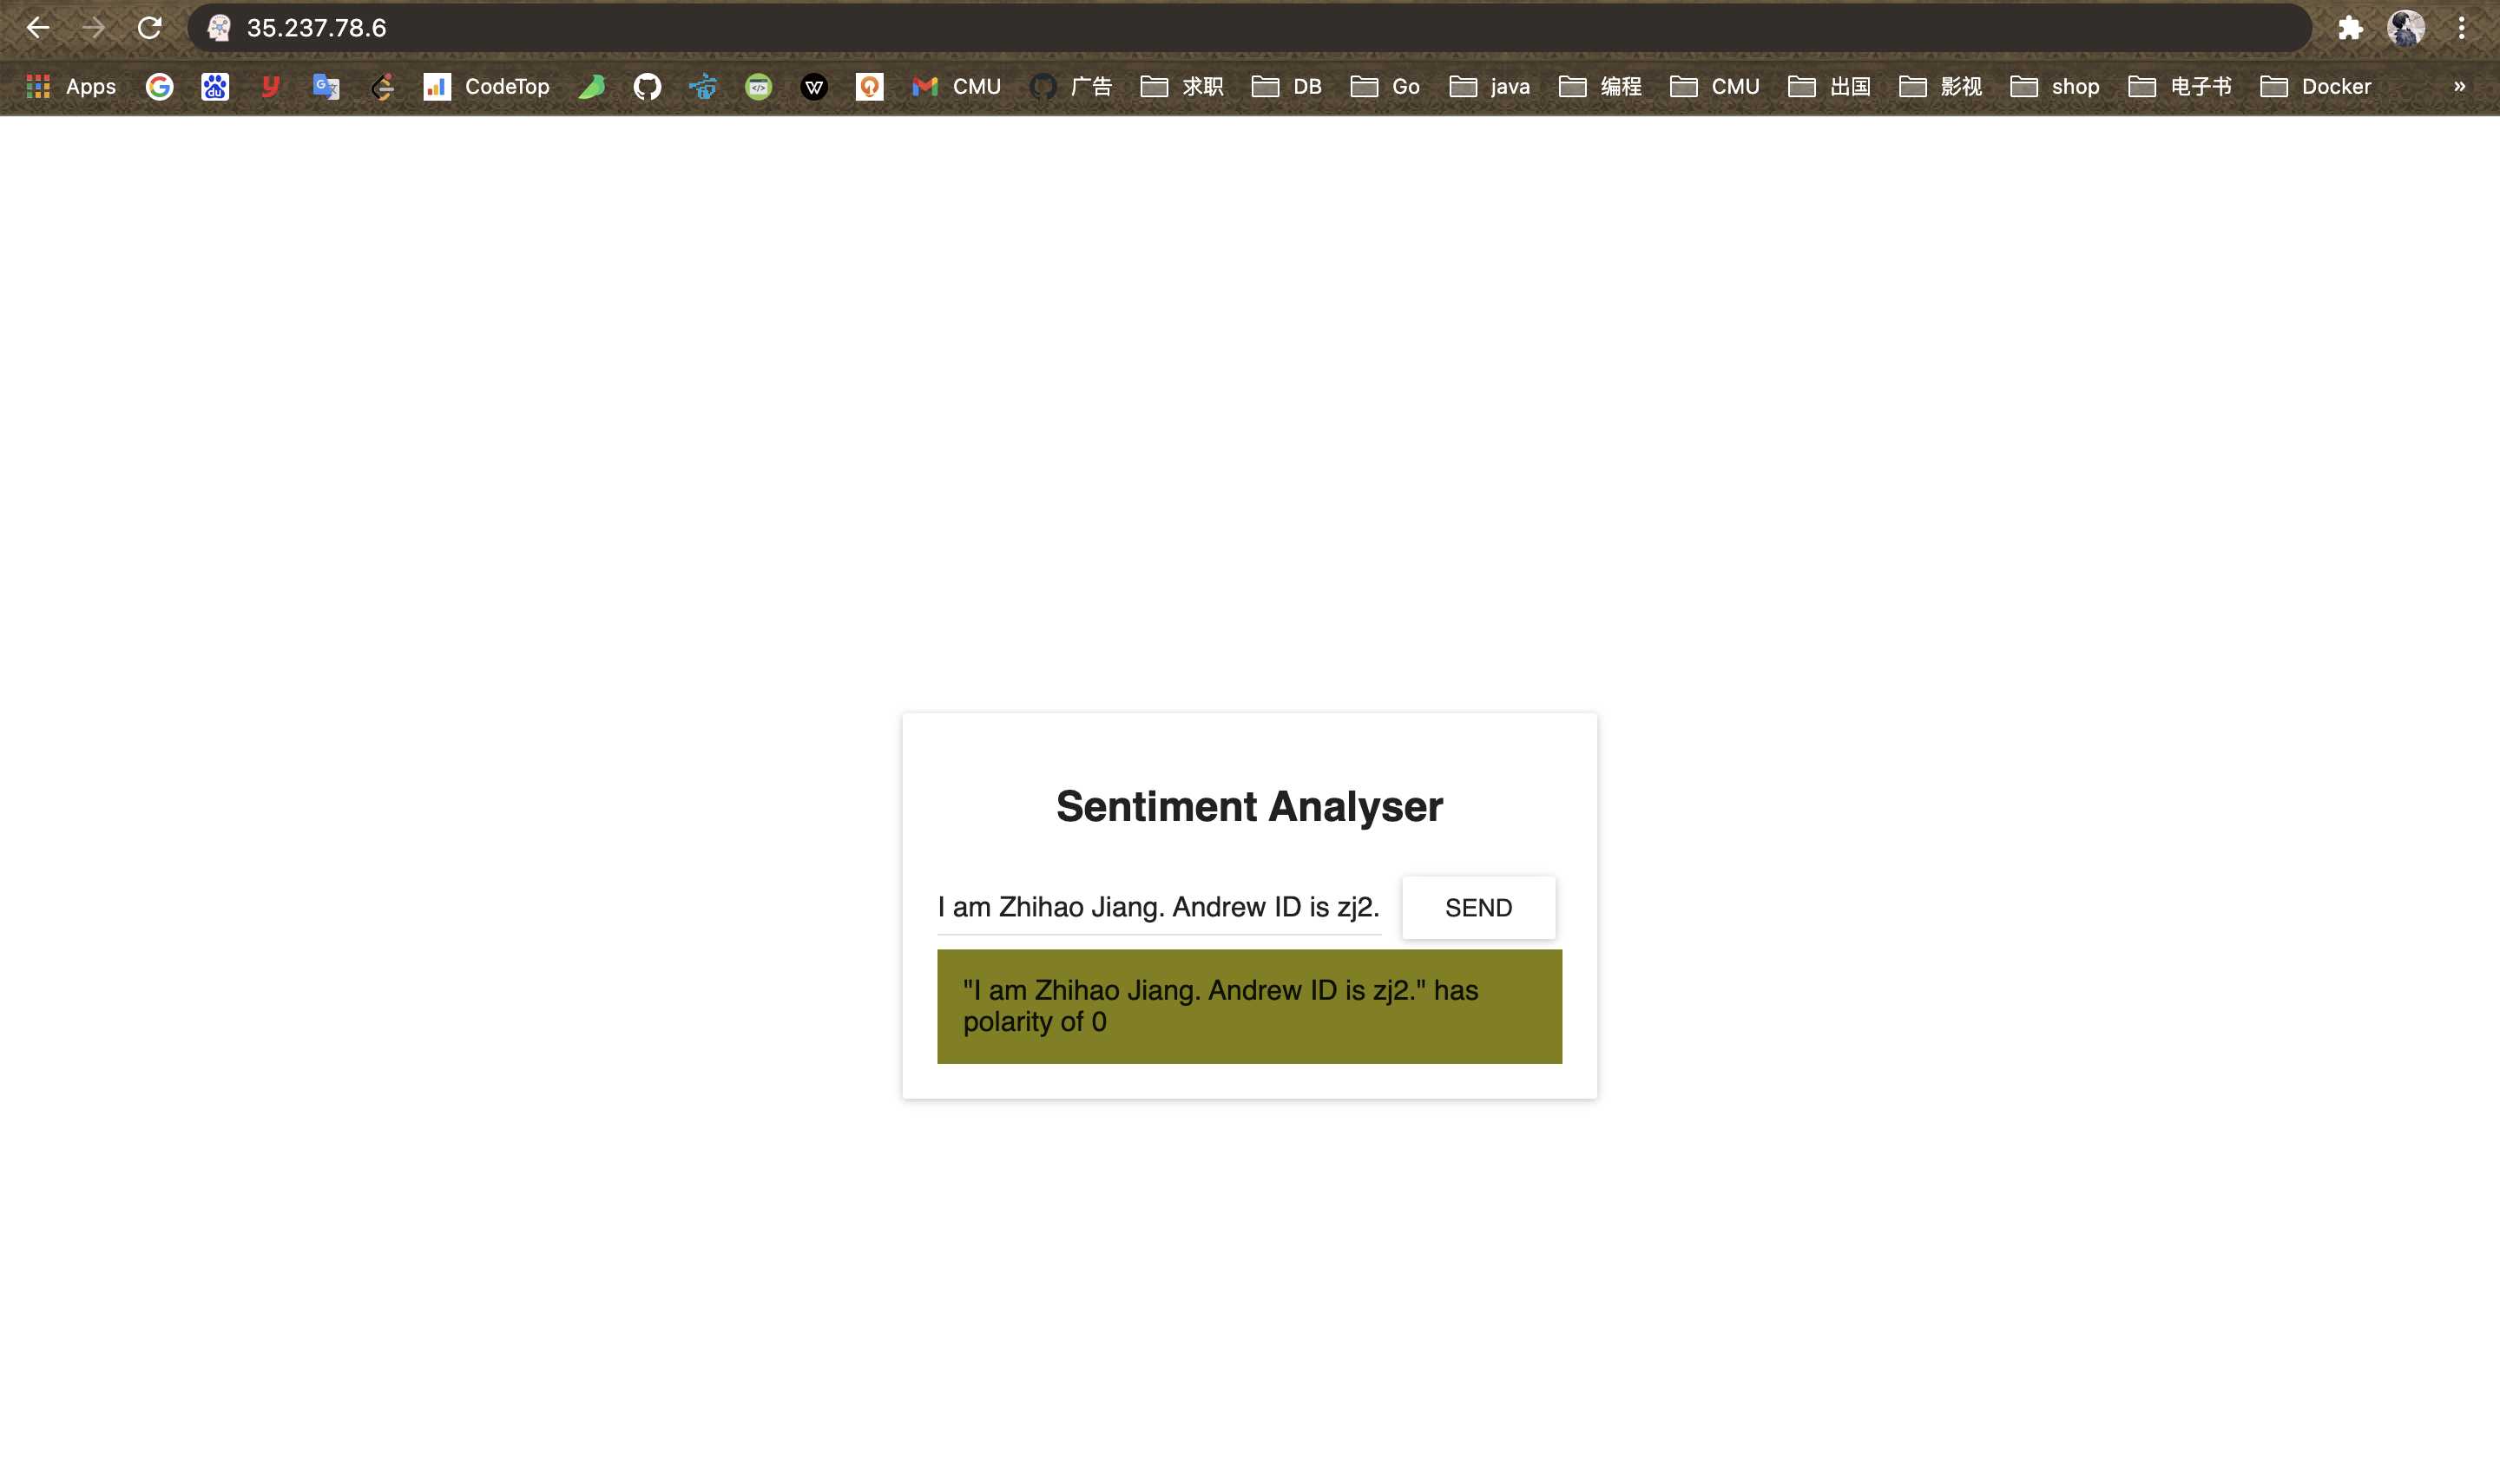 35.237.78.6
Apps CodeTop CMU 广告 求职 DB Go java 编程 CMU 出国 影视 shop 电子书 Docker »
Sentiment Analyser
I am Zhihao Jiang. Andrew ID is zj2. SEND
"I am Zhihao Jiang. Andrew ID is zj2." has
polarity of 0